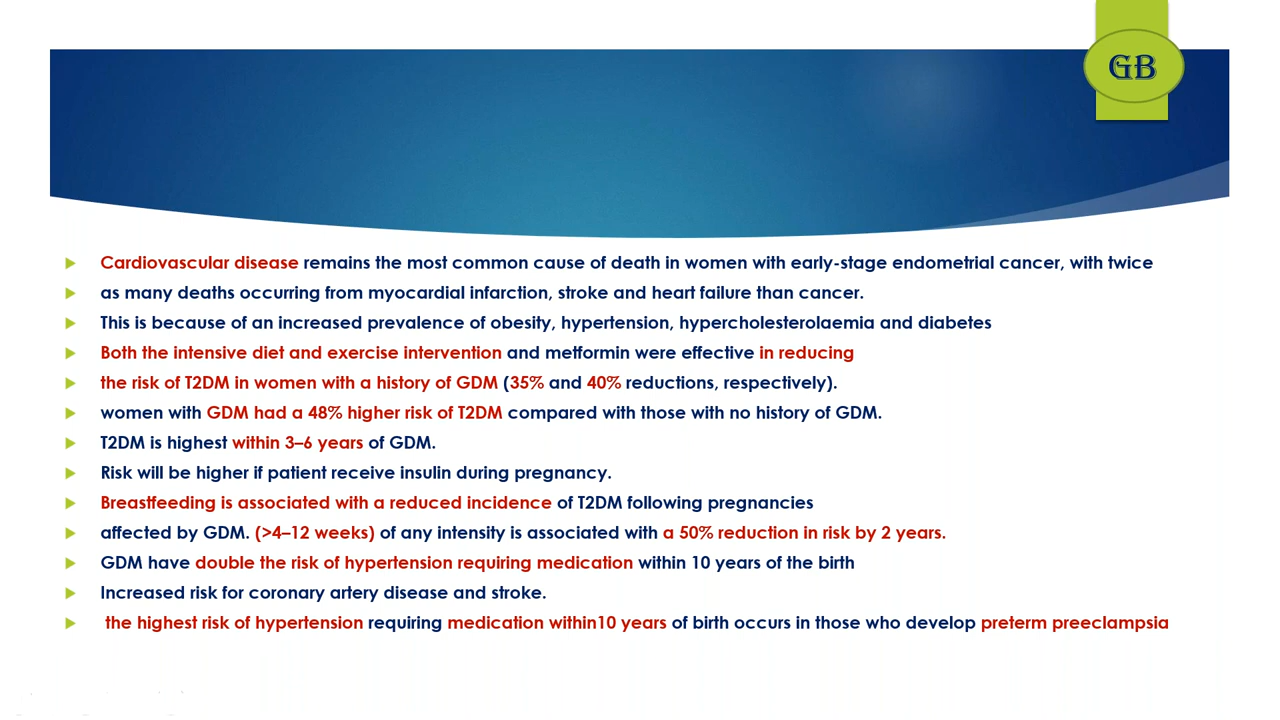 GB
Cardiovascular disease remains the most common cause of death in women with early-stage endometrial cancer, with twice
as many deaths occurring from myocardial infarction, stroke and heart failure than cancer.
This is because of an increased prevalence of obesity, hypertension, hypercholesterolaemia and diabetes
Both the intensive diet and exercise intervention and metformin were effective in reducing
the risk of T2DM in women with a history of GDM (35% and 40% reductions, respectively).
women with GDM had a 48% higher risk of T2DM compared with those with no history of GDM.
T2DM is highest within 3–6 years of GDM.
Risk will be higher if patient receive insulin during pregnancy.
Breastfeeding is associated with a reduced incidence of T2DM following pregnancies
affected by GDM. (>4–12 weeks) of any intensity is associated with a 50% reduction in risk by 2 years.
GDM have double the risk of hypertension requiring medication within 10 years of the birth
Increased risk for coronary artery disease and stroke.
the highest risk of hypertension requiring medication within10 years of birth occurs in those who develop preterm preeclampsia